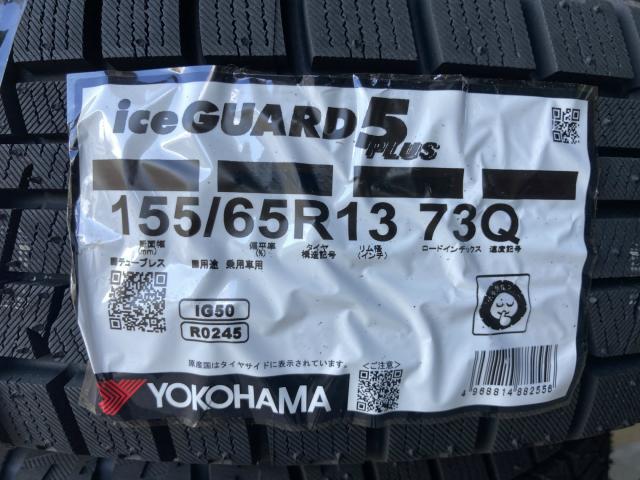 iceGUARD 5 PLUS
155/65R13 73Q
断面幅 (mm) 偏平率 (%) タイヤ構造記号 リム径 (インチ) ロードインデックス 速度記号
■チューブレス ■用途 乗用車用
IG50
R0245
原産国はタイヤサイドに表示されています。
<ご注意>
YOKOHAMA
4968814882556